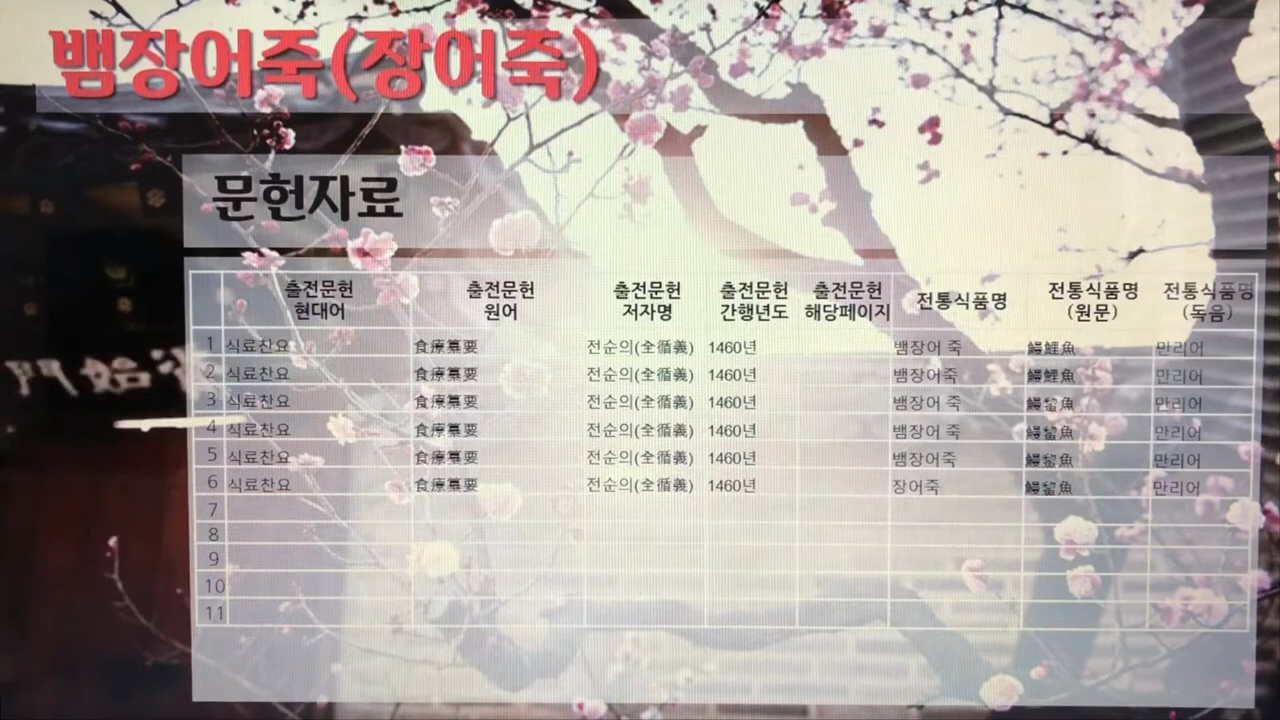 뱀장어죽(장어죽)
문헌자료
출전문헌 현대어 출전문헌 원어 출전문헌 저자명 출전문헌 간행년도 출전문헌 해당페이지 전통식품명 전통식품명 (원문) 전통식품명 (독음)
1 식료찬요 食療纂要 전순의(全循義) 1460년 뱀장어 죽 鰻鯉魚 만리어
2 식료찬요 食療纂要 전순의(全循義) 1460년 뱀장어 죽 鰻鯉魚 만리어
3 식료찬요 食療纂要 전순의(全循義) 1460년 뱀장어 죽 만리어
4 식료찬요 食療纂要 전순의(全循義) 1460년 뱀장어 죽 만리어
5 식료찬요 食療纂要 전순의(全循義) 1460년 뱀장어죽 만리어
6 식료찬요 食療纂要 전순의(全循義) 1460년 장어죽 만리어
7
8
9
10
11